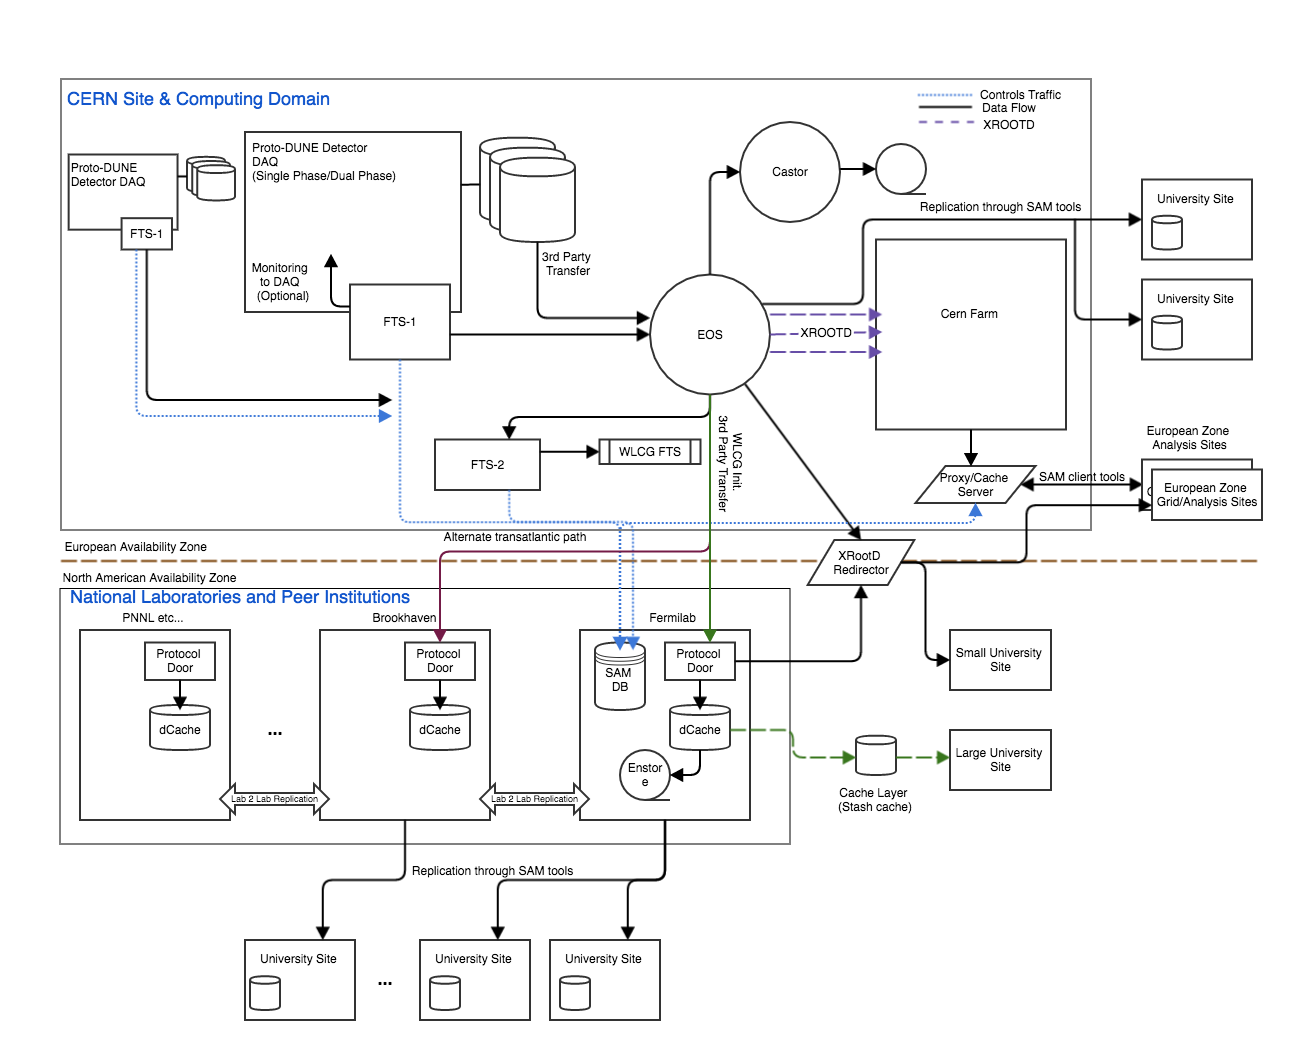 CERN Site & Computing Domain
Controls Traffic
Data Flow
XROOTD
Proto-DUNE
Detector DAQ
FTS-1
Proto-DUNE Detector
DAQ
(Single Phase/Dual Phase)
Monitoring
to DAQ
(Optional)
FTS-1
3rd Party
Transfer
Castor
EOS
XROOTD
Replication through SAM tools
Cern Farm
University Site
University Site
FTS-2
WLCG FTS
WLCG Init.
3rd Party Transfer
Proxy/Cache
Server
SAM client tools
European Zone
Analysis Sites
European Zone
Grid/Analysis Sites
Alternate transatlantic path
European Availability Zone
XRootD
Redirector
North American Availability Zone
National Laboratories and Peer Institutions
PNNL etc...
Brookhaven
Fermilab
Protocol
Door
dCache
...
Protocol
Door
dCache
SAM
DB
Protocol
Door
dCache
Enstor
e
Lab 2 Lab Replication
Lab 2 Lab Replication
Small University
Site
Large University
Site
Cache Layer
(Stash cache)
Replication through SAM tools
University Site
...
University Site
University Site